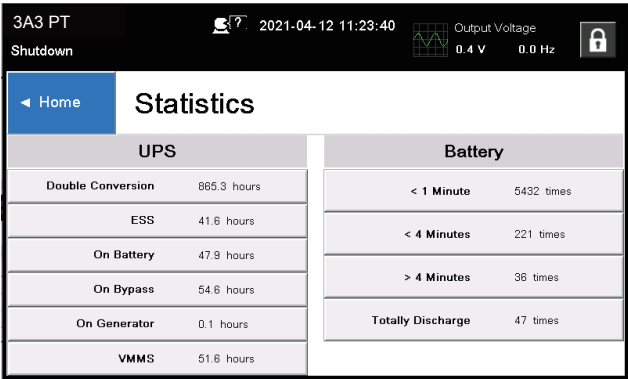 3A3 PT
Shutdown
? 2021-04-12 11:23:40
Output Voltage
0.4 V 0.0 Hz
◄ Home
Statistics
UPS
Double Conversion 865.3 hours
ESS 41.6 hours
On Battery 47.9 hours
On Bypass 54.6 hours
On Generator 0.1 hours
VMMS 51.6 hours
Battery
< 1 Minute 5432 times
< 4 Minutes 221 times
> 4 Minutes 36 times
Totally Discharge 47 times